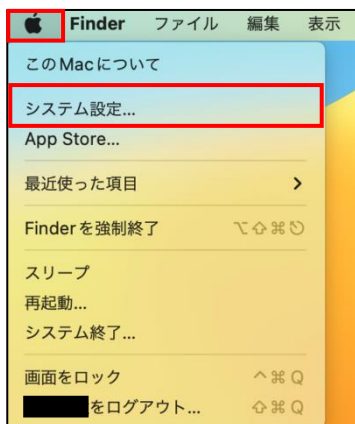 Finder ファイル 編集 表示
このMacについて
システム設定...
App Store...
最近使った項目 >
Finderを強制終了 ⌥⇧⌘⎋
スリープ
再起動...
システム終了...
画面をロック ^⌘Q
をログアウト... ⇧⌘Q